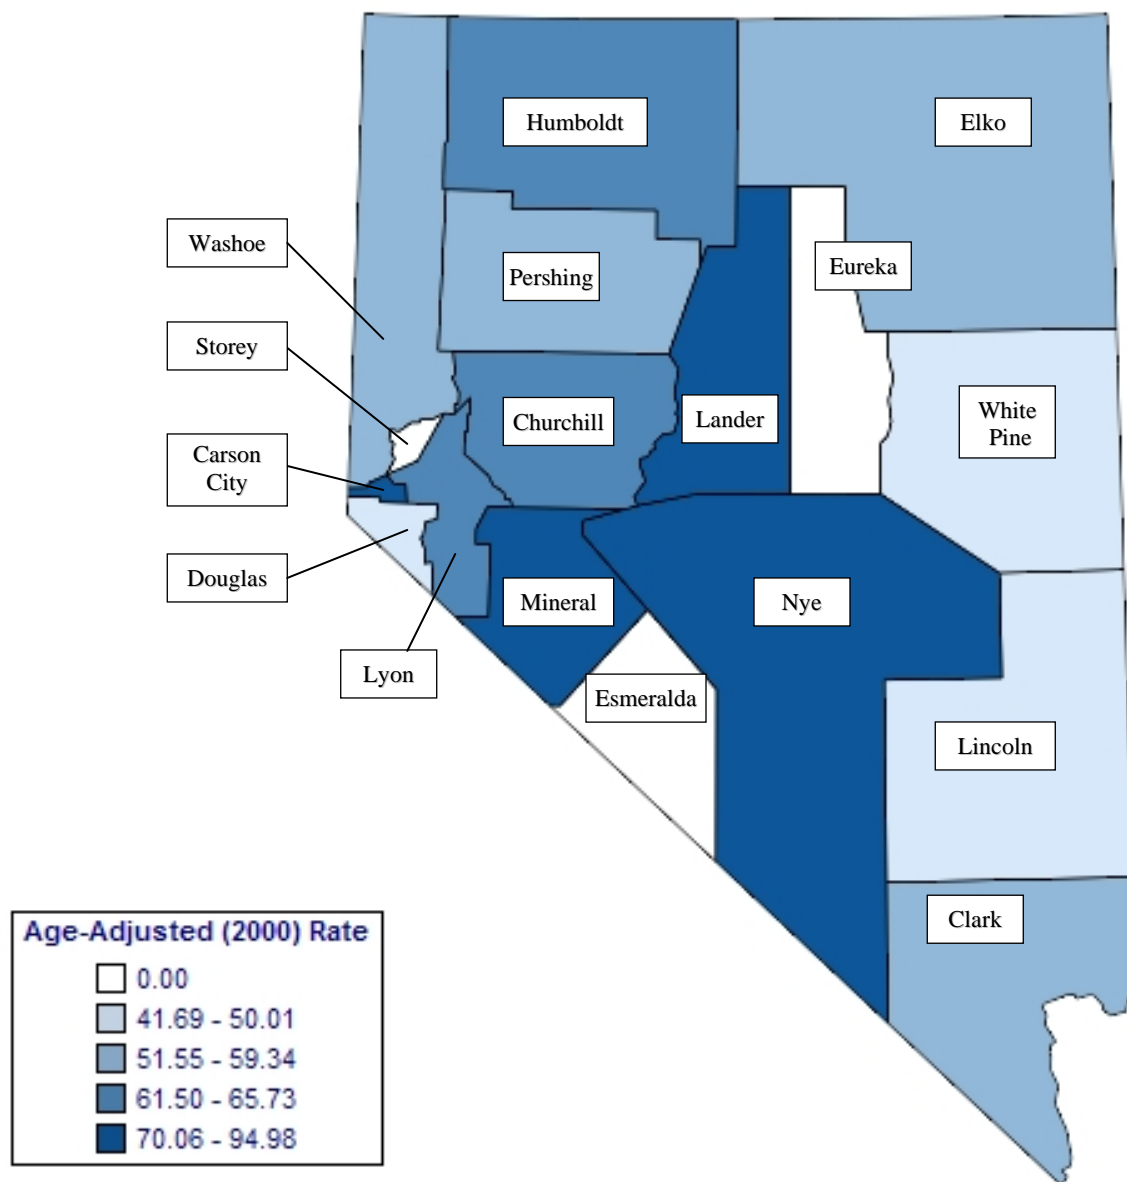 Humboldt
Elko
Washoe
Eureka
Pershing
Storey
Churchill
Lander
White
Pine
Carson
City
Douglas
Mineral
Nye
Lyon
Esmeralda
Lincoln
Clark
Age-Adjusted (2000) Rate
0.00
41.69 - 50.01
51.55 - 59.34
61.50 - 65.73
70.06 - 94.98